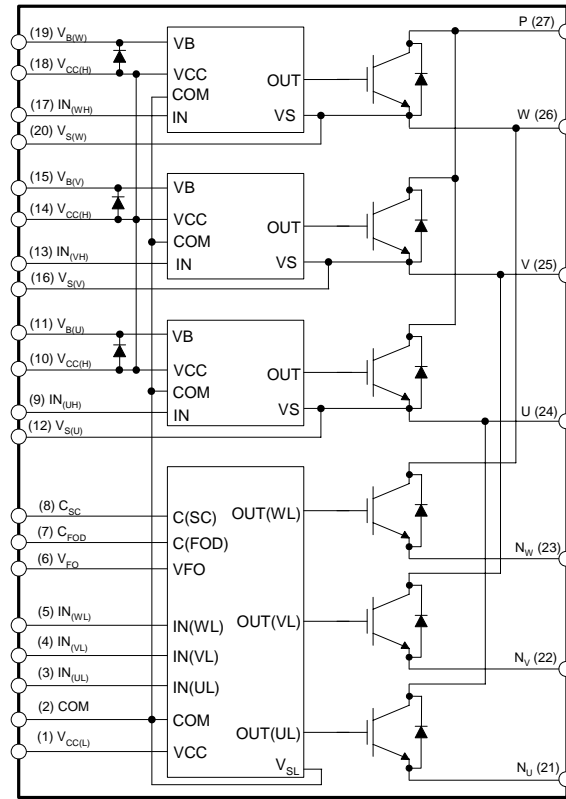 P (27)
(19) VB(W)
VB
(18) VCC(H)
VCC
OUT
COM
(17) IN(WH)
IN
VS
W (26)
(20) VS(W)
(15) VB(V)
VB
(14) VCC(H)
VCC
OUT
COM
(13) IN(VH)
IN
VS
V (25)
(16) VS(V)
(11) VB(U)
VB
(10) VCC(H)
VCC
OUT
COM
(9) IN(UH)
IN
VS
U (24)
(12) VS(U)
(8) CSC
C(SC)
OUT(WL)
(7) CFOD
C(FOD)
(6) VFO
VFO
NW (23)
(5) IN(WL)
IN(WL)
OUT(VL)
(4) IN(VL)
IN(VL)
NV (22)
(3) IN(UL)
IN(UL)
(2) COM
COM
OUT(UL)
(1) VCC(L)
VCC
VSL
NU (21)